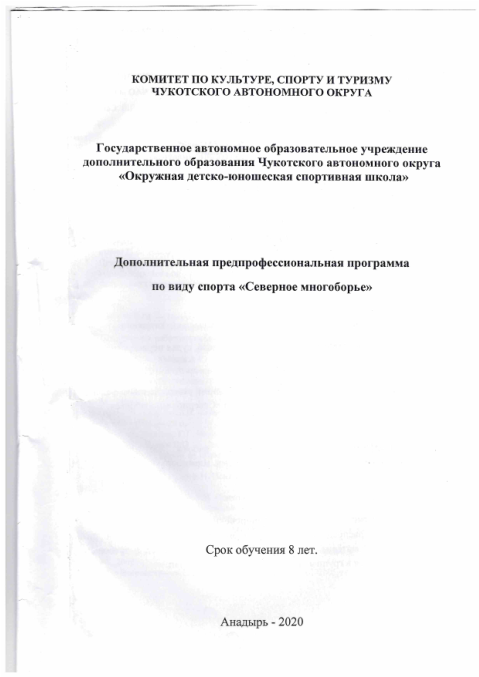 КОМИТЕТ ПО КУЛЬТУРЕ, СПОРТУ И ТУРИЗМУ
ЧУКОТСКОГО АВТОНОМНОГО ОКРУГА
Государственное автономное образовательное учреждение
дополнительного образования Чукотского автономного округа
«Окружная детско-юношеская спортивная школа»
Дополнительная предпрофессиональная программа
по виду спорта «Северное многоборье»
Срок обучения 8 лет.
Анадырь - 2020